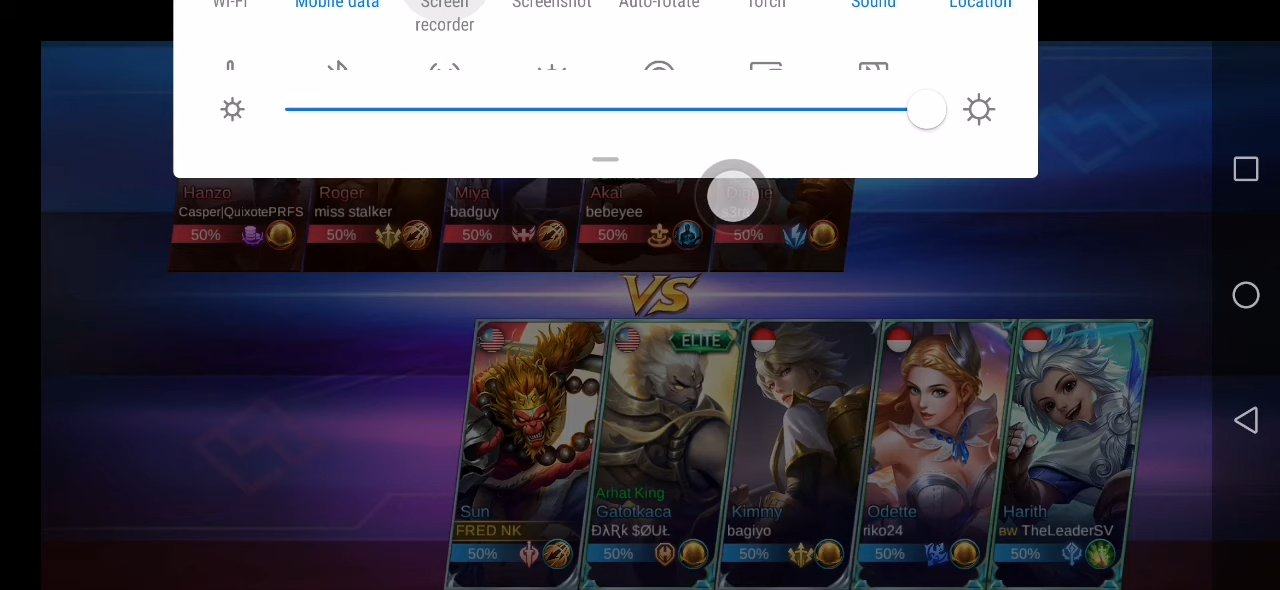 Wi-Fi Mobile data Screen recorder Screenshot Auto-rotate Torch Sound Location
Hanzo Roger Miya Akai Diggie
Casper|QuixotePRFS miss stalker badguy bebeyee
50% 50% 50% 50% 50%
VS
ELITE
Arhat King
Sun Gatotkaca Kimmy Odette Harith
FRED NK ĐλƦƙ $ØUŁ bagiyo riko24 TheLeaderSV
50% 50% 50% 50% 50%